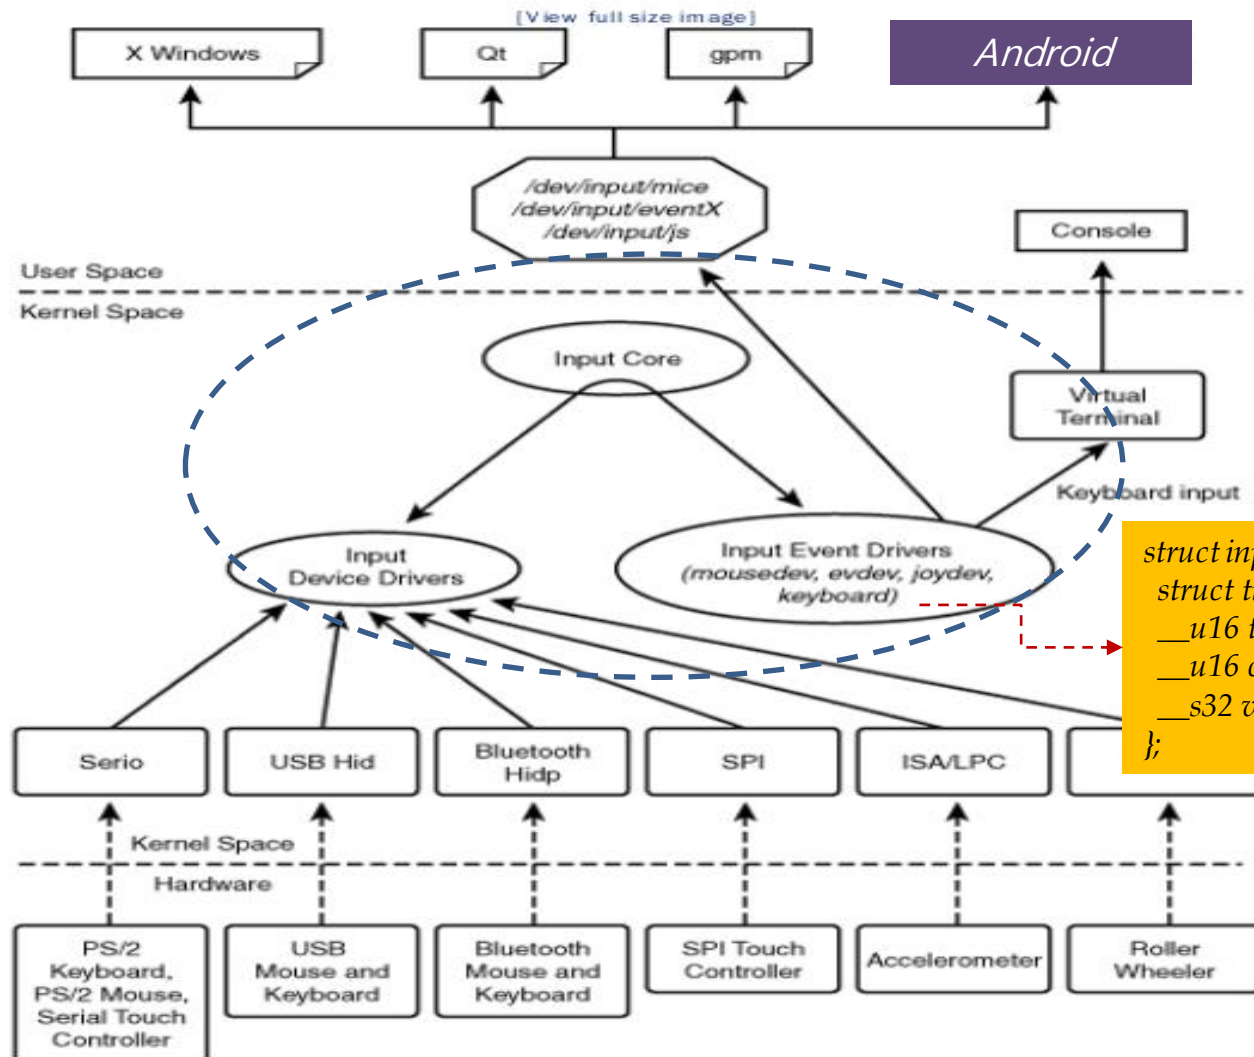 [View full size image]
X Windows
Qt
gpm
Android
/dev/input/mice
/dev/input/eventX
/dev/input/js
Console
User Space
Kernel Space
Input Core
Virtual
Terminal
Keyboard input
Input
Device Drivers
Input Event Drivers
(mousedev, evdev, joydev,
keyboard)
struct
struct
__u16
__u16
__s32
};
Serio
USB Hid
Bluetooth
Hidp
SPI
ISA/LPC
Kernel Space
Hardware
PS/2
Keyboard,
PS/2 Mouse,
Serial Touch
Controller
USB
Mouse and
Keyboard
Bluetooth
Mouse and
Keyboard
SPI Touch
Controller
Accelerometer
Roller
Wheeler